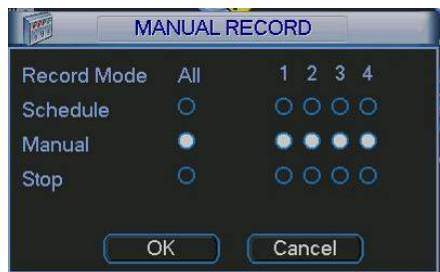 MANUAL RECORD
Record Mode All 1 2 3 4
Schedule
Manual
Stop
OK Cancel